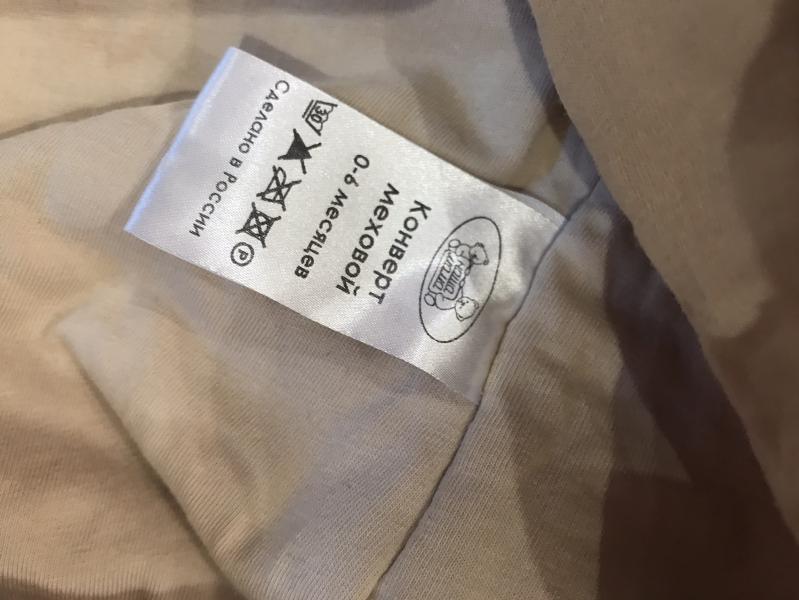 Конверт
меховой
0-6 месяцев
30
P
Сделано в России